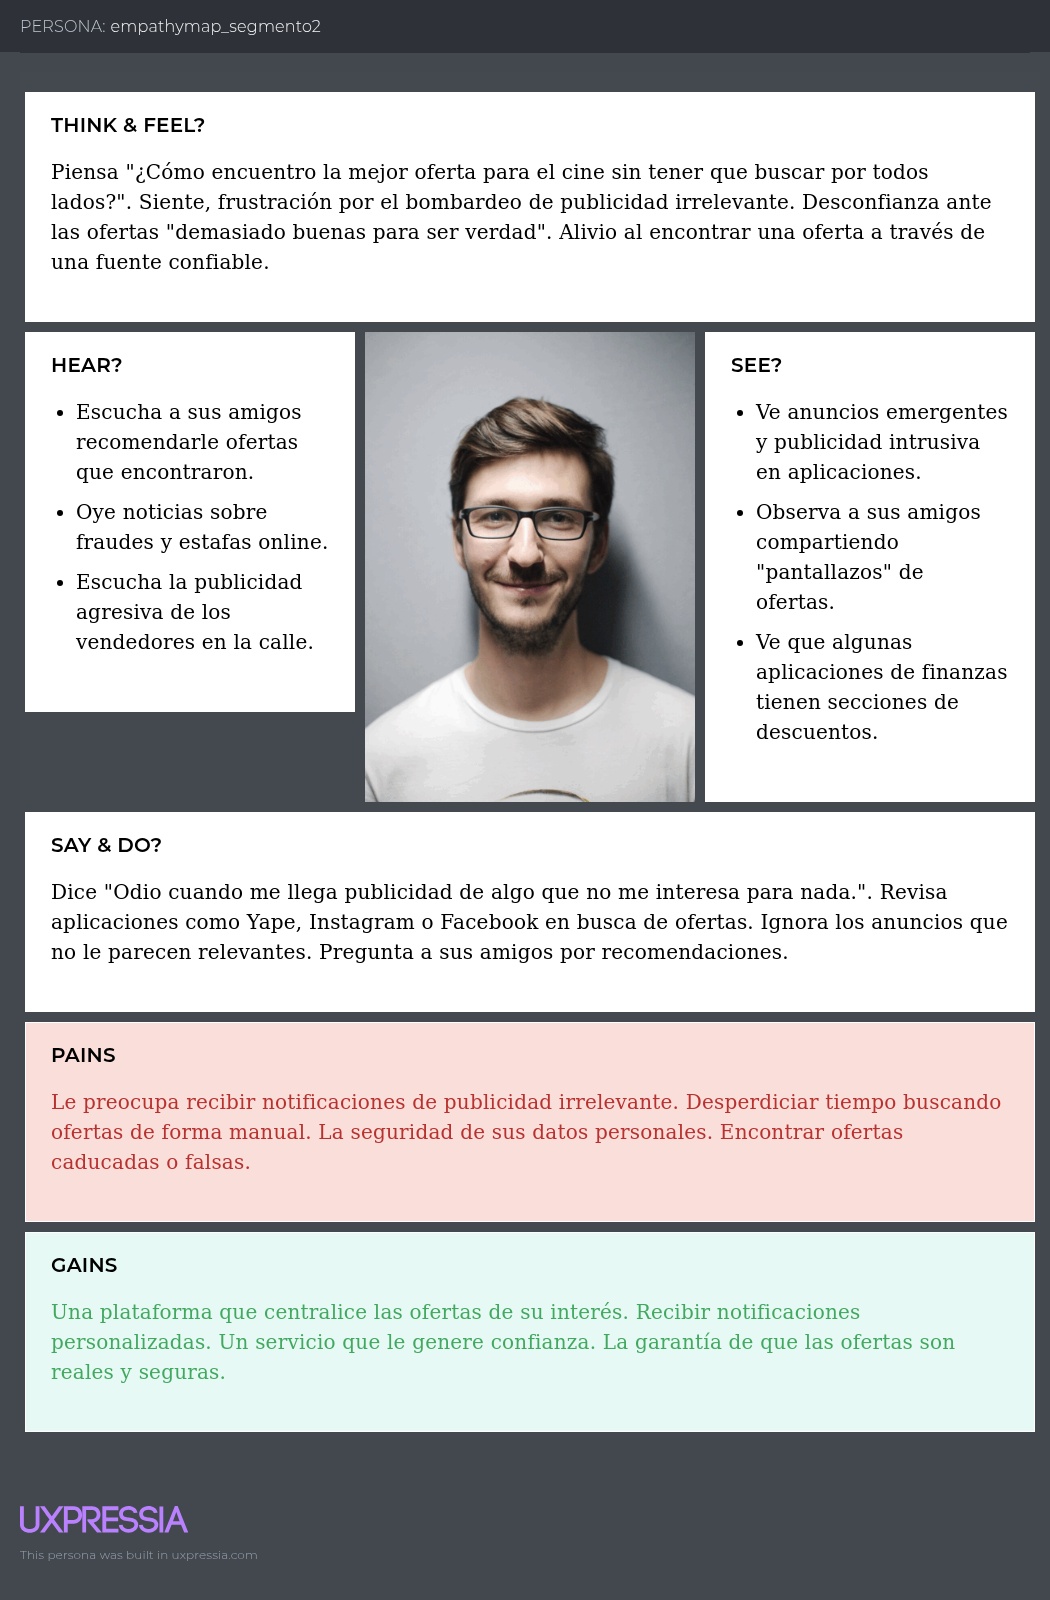 PERSONA: empathymap_segmento2
THINK & FEEL?
Piensa "¿Cómo encuentro la mejor oferta para el cine sin tener que buscar por todos
lados?". Siente, frustración por el bombardeo de publicidad irrelevante. Desconfianza ante
las ofertas "demasiado buenas para ser verdad". Alivio al encontrar una oferta a través de
una fuente confiable.
HEAR?
• Escucha a sus amigos
recomendarle ofertas
que encontraron.
• Oye noticias sobre
fraudes y estafas online.
• Escucha la publicidad
agresiva de los
vendedores en la calle.
SEE?
• Ve anuncios emergentes
y publicidad intrusiva
en aplicaciones.
• Observa a sus amigos
compartiendo
"pantallazos" de
ofertas.
• Ve que algunas
aplicaciones de finanzas
tienen secciones de
descuentos.
SAY & DO?
Dice "Odio cuando me llega publicidad de algo que no me interesa para nada.". Revisa
aplicaciones como Yape, Instagram o Facebook en busca de ofertas. Ignora los anuncios que
no le parecen relevantes. Pregunta a sus amigos por recomendaciones.
PAINS
Le preocupa recibir notificaciones de publicidad irrelevante. Desperdiciar tiempo buscando
ofertas de forma manual. La seguridad de sus datos personales. Encontrar ofertas
caducadas o falsas.
GAINS
Una plataforma que centralice las ofertas de su interés. Recibir notificaciones
personalizadas. Un servicio que le genere confianza. La garantía de que las ofertas son
reales y seguras.
UXPRESSIA
This persona was built in uxpressia.com